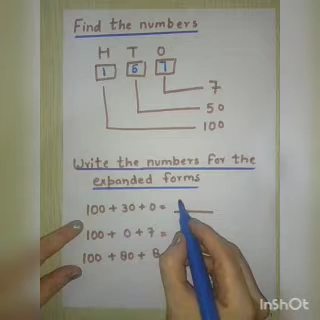 Find the numbers
H T O
1 5 7
7
50
100
Write the numbers for the
expanded forms
100 + 30 + 0 =
100 + 0 + 7 =
100 + 80 + 8
InShOt